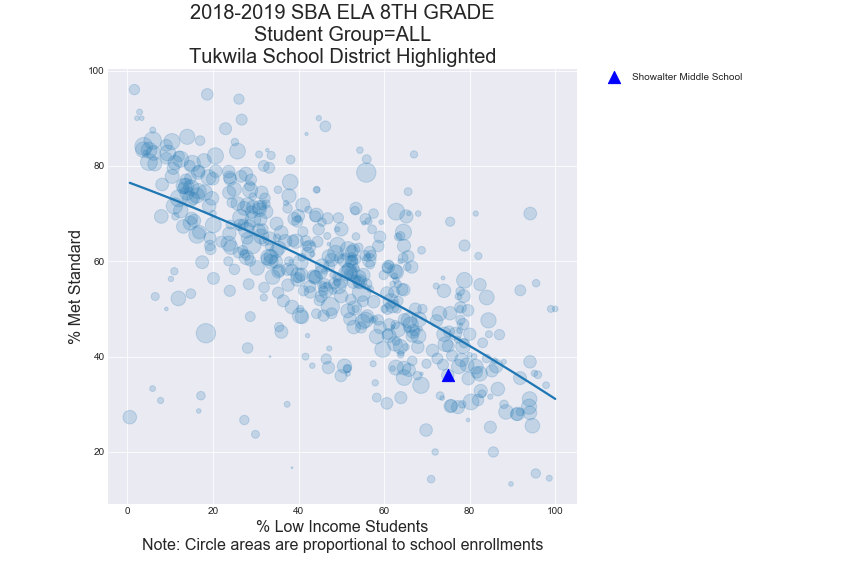 2018-2019 SBA ELA 8TH GRADE
Student Group=ALL
Tukwila School District Highlighted
Showalter Middle School
% Met Standard
100
80
60
40
20
0 20 40 60 80 100
% Low Income Students
Note: Circle areas are proportional to school enrollments